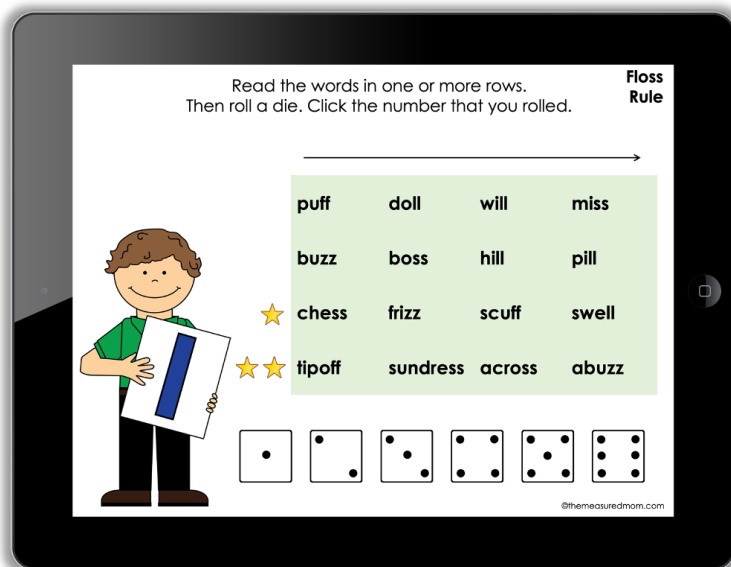 Floss
Rule
Read the words in one or more rows.
Then roll a die. Click the number that you rolled.
puff doll will miss
buzz boss hill pill
chess frizz scuff swell
tipoff sundress across abuzz
©themeasuredmom.com